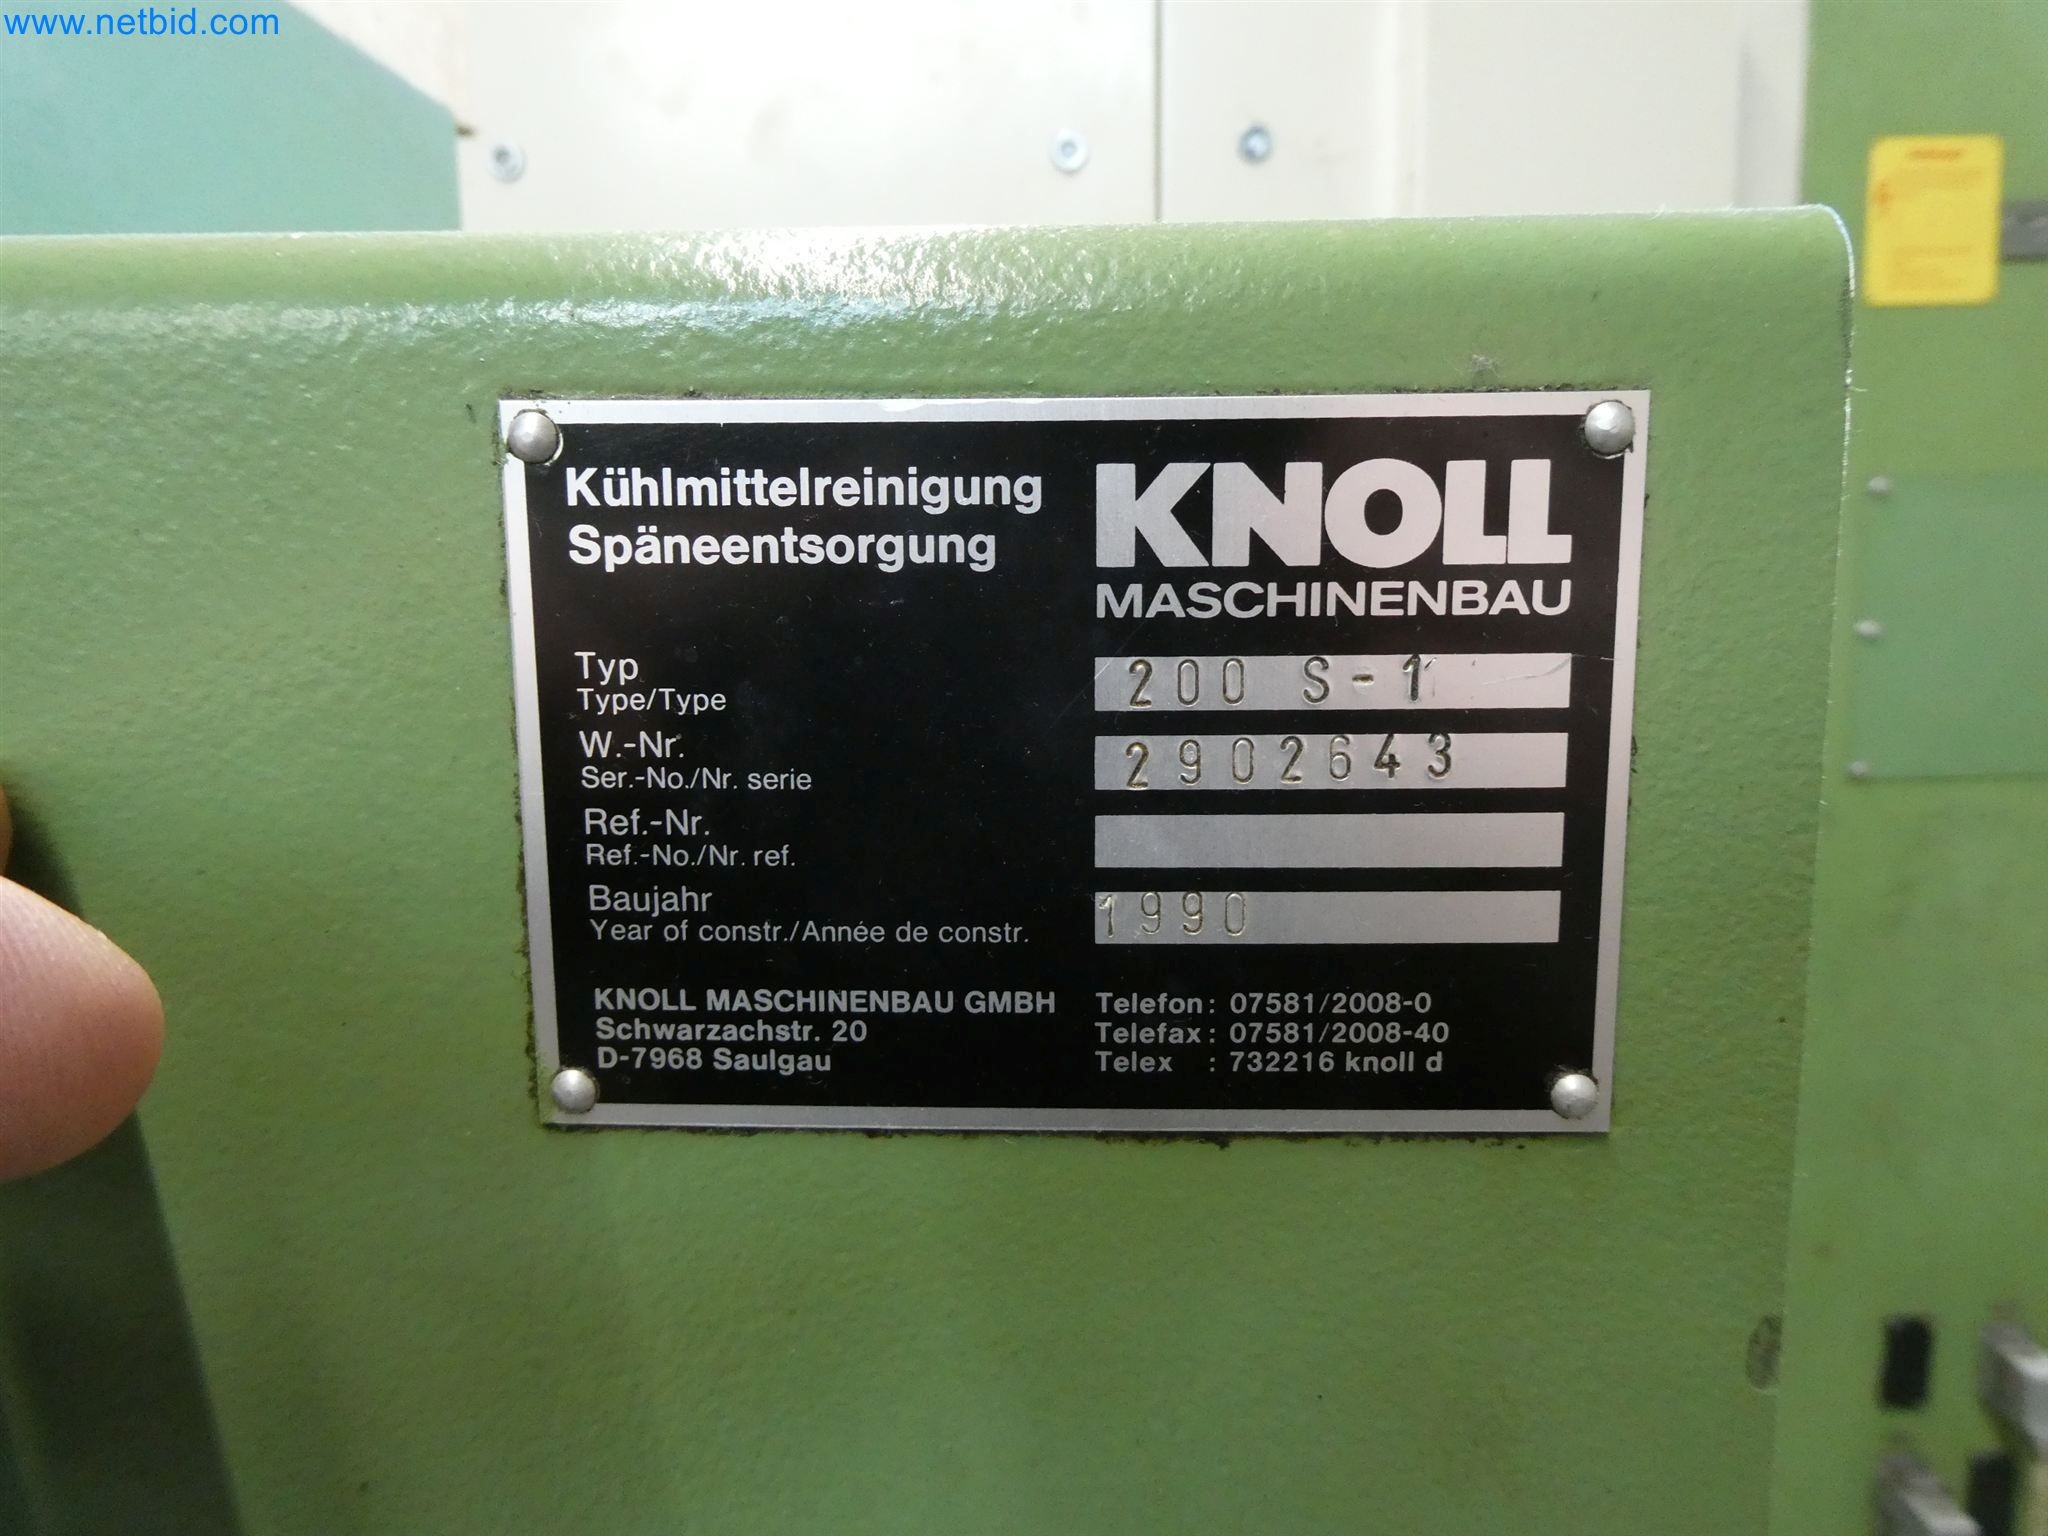 www.netbid.com
Kühlmittelreinigung
Späneentsorgung
KNOLL
MASCHINENBAU
Typ 200 S-1
Type/Type
W.-Nr. 2902643
Ser.-No./Nr. serie
Ref.-Nr.
Ref.-No./Nr. ref.
Baujahr 1990
Year of constr./Année de constr.
KNOLL MASCHINENBAU GMBH
Schwarzachstr. 20
D-7968 Saulgau
Telefon: 07581/2008-0
Telefax: 07581/2008-40
Telex : 732216 knoll d